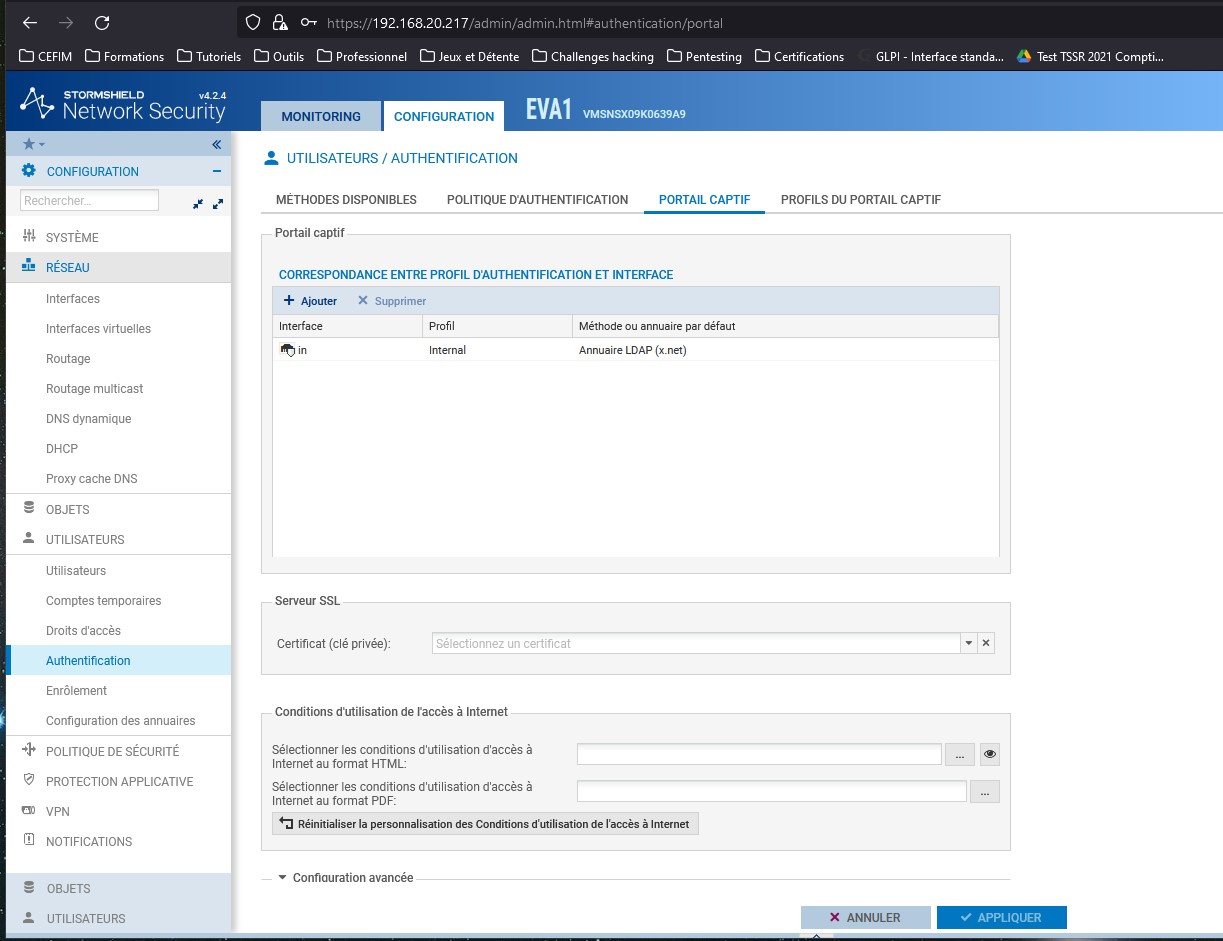 https://192.168.20.217/admin/admin.html#authentication/portal
CEFIM Formations Tutoriels Outils Professionnel Jeux et Détente Challenges hacking Pentesting Certifications GLPI - Interface standa... Test TSSR 2021 Compti...
STORMSHIELD v4.2.4
Network Security
MONITORING CONFIGURATION EVA1 VMSNSX09K0639A9
CONFIGURATION
Rechercher...
SYSTÈME
RÉSEAU
Interfaces
Interfaces virtuelles
Routage
Routage multicast
DNS dynamique
DHCP
Proxy cache DNS
OBJETS
UTILISATEURS
Utilisateurs
Comptes temporaires
Droits d'accès
Authentification
Enrôlement
Configuration des annuaires
POLITIQUE DE SÉCURITÉ
PROTECTION APPLICATIVE
VPN
NOTIFICATIONS
OBJETS
UTILISATEURS
UTILISATEURS / AUTHENTIFICATION
MÉTHODES DISPONIBLES POLITIQUE D'AUTHENTIFICATION PORTAIL CAPTIF PROFILS DU PORTAIL CAPTIF
Portail captif
CORRESPONDANCE ENTRE PROFIL D'AUTHENTIFICATION ET INTERFACE
+ Ajouter × Supprimer
Interface Profil Méthode ou annuaire par défaut
in Internal Annuaire LDAP (x.net)
Serveur SSL
Certificat (clé privée): Sélectionnez un certificat
Conditions d'utilisation de l'accès à Internet
Sélectionner les conditions d'utilisation d'accès à
Internet au format HTML: ...
Sélectionner les conditions d'utilisation d'accès à
Internet au format PDF: ...
Réinitialiser la personnalisation des Conditions d'utilisation de l'accès à Internet
Configuration avancée
ANNULER APPLIQUER